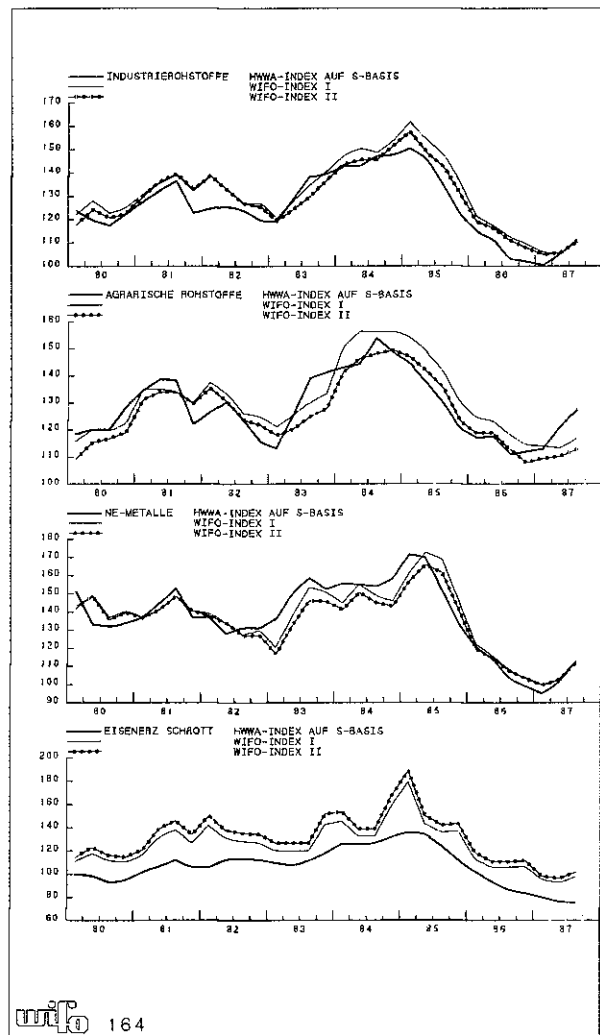 INDUSTRIEROHSTOFFE HWWA-INDEX AUF S-BASIS
WIFO-INDEX I
WIFO-INDEX II
170
160
150
140
130
120
110
100
80 81 82 83 84 85 86 87
AGRARISCHE ROHSTOFFE HWWA-INDEX AUF S-BASIS
WIFO-INDEX I
WIFO-INDEX II
160
150
140
130
120
110
100
80 81 82 83 84 85 86 87
NE-METALLE HWWA-INDEX AUF S-BASIS
WIFO-INDEX I
WIFO-INDEX II
180
170
160
150
140
130
120
110
100
90
80 81 82 83 84 85 86 87
EISENERZ SCHROTT HWWA-INDEX AUF S-BASIS
WIFO-INDEX I
WIFO-INDEX II
200
180
160
140
120
100
80
60
80 81 82 83 84 85 86 87
wifo 164